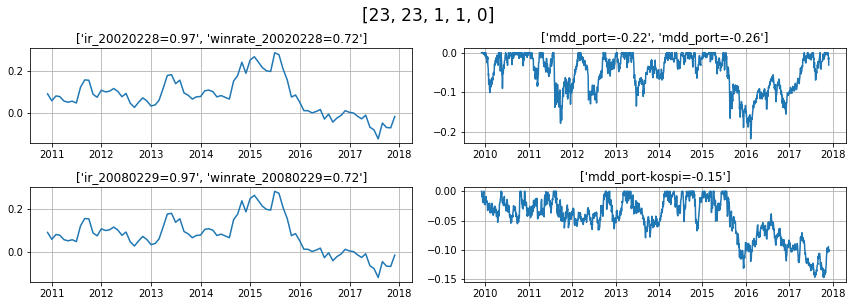 [23, 23, 1, 1, 0]
['ir_20020228=0.97', 'winrate_20020228=0.72']
0.2
0.0
2011 2012 2013 2014 2015 2016 2017 2018
['mdd_port=-0.22', 'mdd_port=-0.26']
0.0
−0.1
−0.2
2010 2011 2012 2013 2014 2015 2016 2017 2018
['ir_20080229=0.97', 'winrate_20080229=0.72']
0.2
0.0
2011 2012 2013 2014 2015 2016 2017 2018
['mdd_port-kospi=-0.15']
0.00
−0.05
−0.10
−0.15
2010 2011 2012 2013 2014 2015 2016 2017 2018